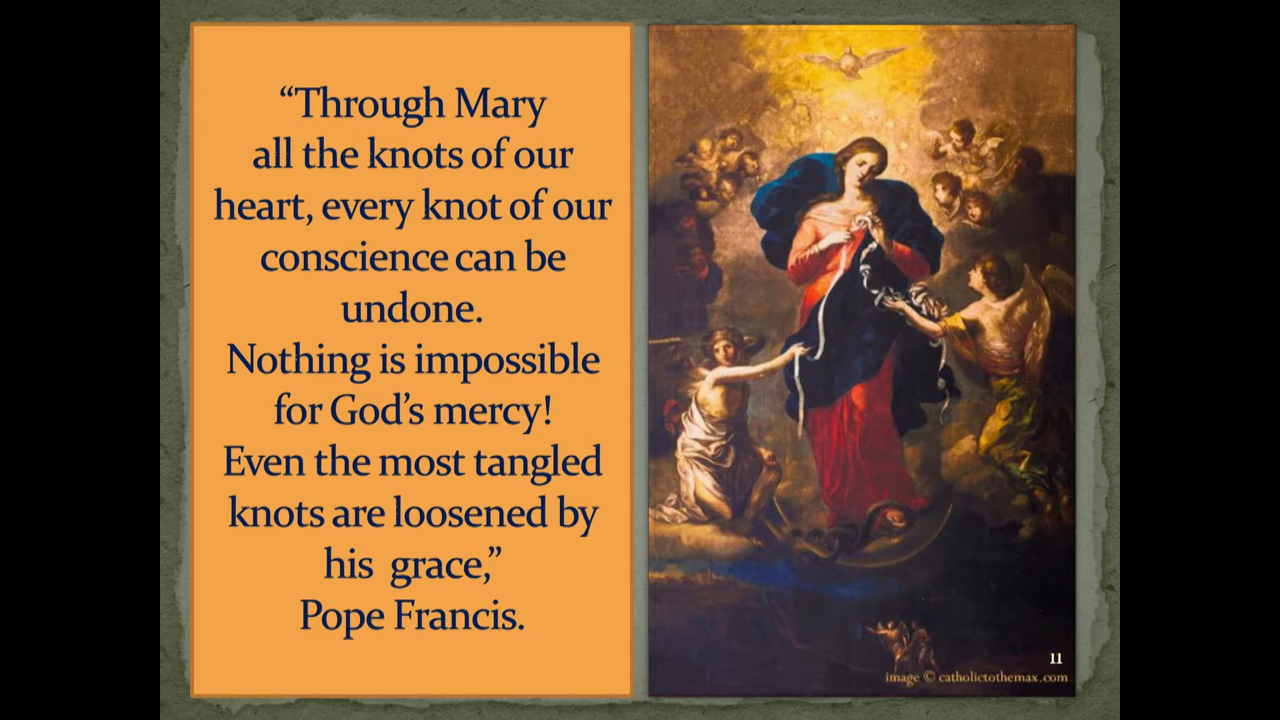 “Through Mary
all the knots of our
heart, every knot of our
conscience can be
undone.
Nothing is impossible
for God’s mercy!
Even the most tangled
knots are loosened by
his grace,”
Pope Francis.
11
image © catholictothemax.com